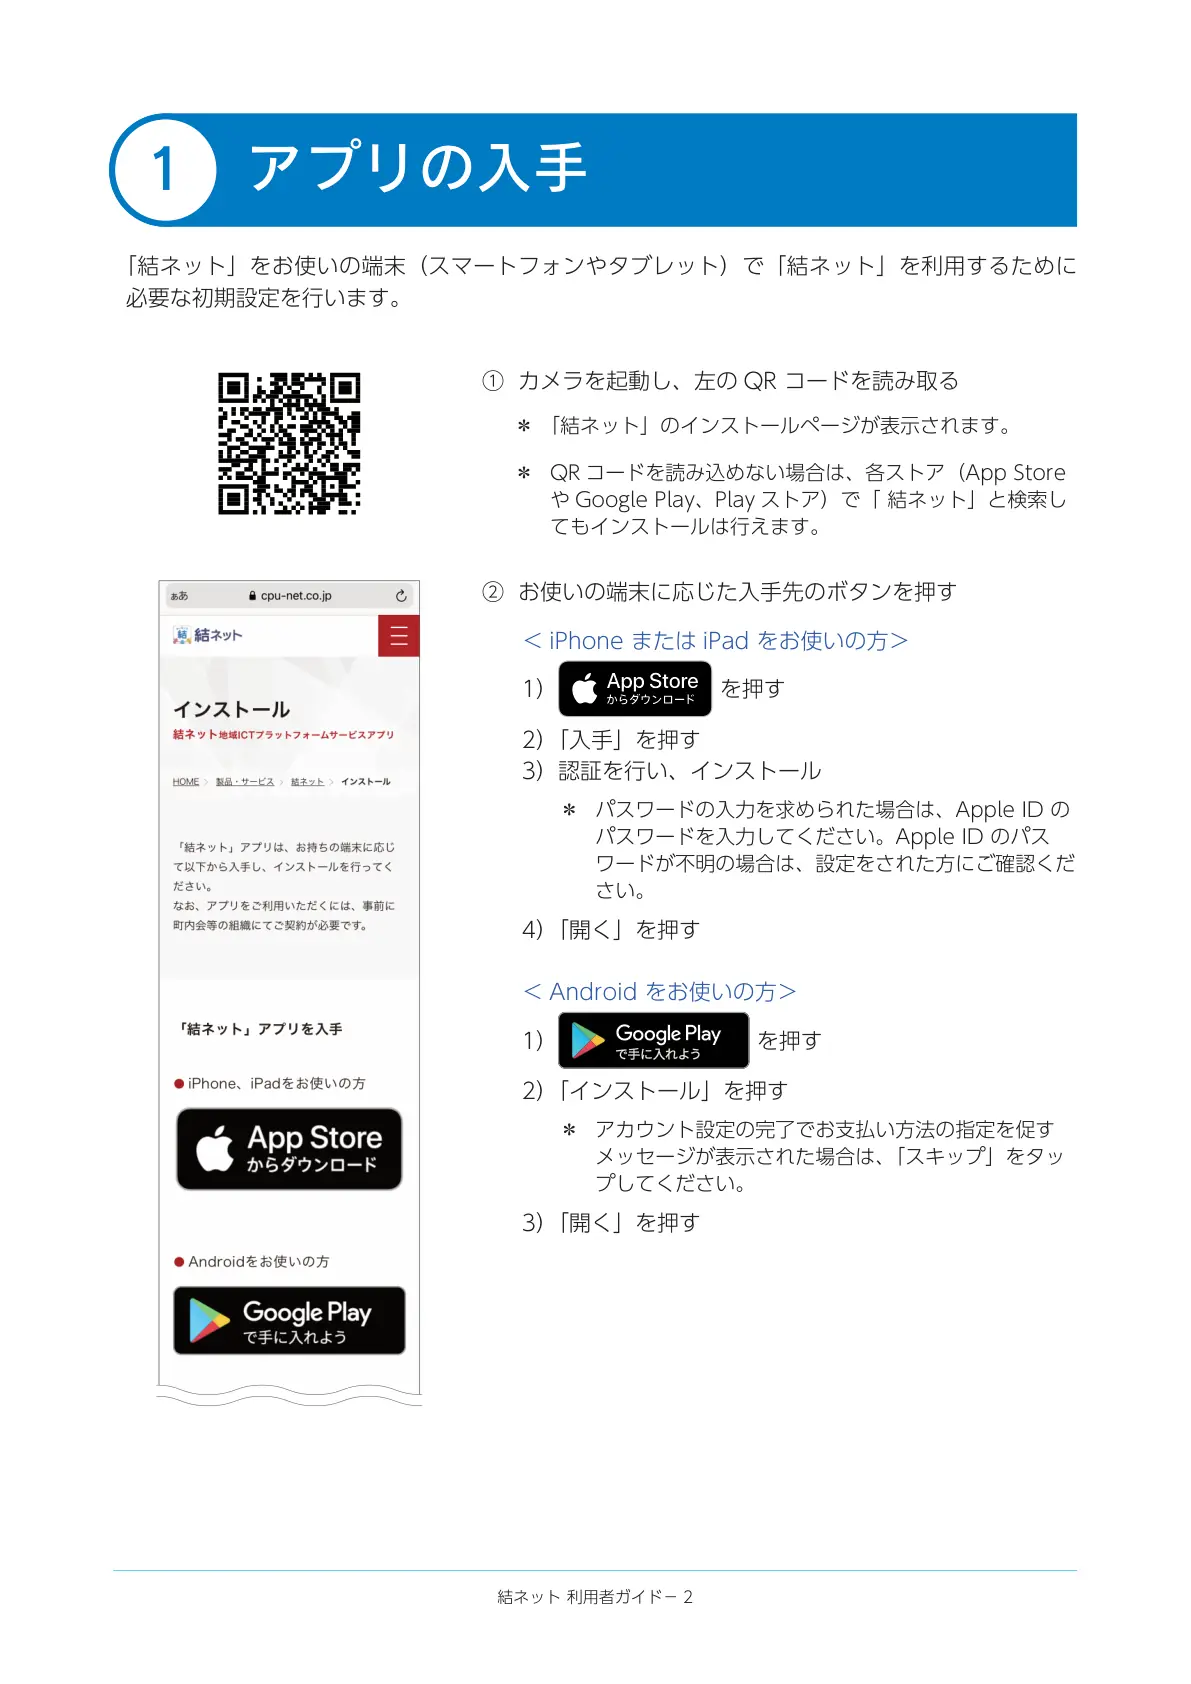 1 アプリの入手
「結ネット」をお使いの端末（スマートフォンやタブレット）で「結ネット」を利用するために
必要な初期設定を行います。
① カメラを起動し、左の QR コードを読み取る
＊ 「結ネット」のインストールページが表示されます。
＊ QR コードを読み込めない場合は、各ストア（App Store
や Google Play、Play ストア）で「 結ネット」と検索し
てもインストールは行えます。
ぁあ cpu-net.co.jp
結 結ネット
インストール
結ネット地域ICTプラットフォームサービスアプリ
HOME > 製品・サービス > 結ネット > インストール
「結ネット」アプリは、お持ちの端末に応じ
て以下から入手し、インストールを行ってく
ださい。
なお、アプリをご利用いただくには、事前に
町内会等の組織にてご契約が必要です。
「結ネット」アプリを入手
● iPhone、iPadをお使いの方
App Store
からダウンロード
● Androidをお使いの方
Google Play
で手に入れよう
② お使いの端末に応じた入手先のボタンを押す
＜ iPhone または iPad をお使いの方＞
1） App Store からダウンロード を押す
2）「入手」を押す
3）認証を行い、インストール
＊ パスワードの入力を求められた場合は、Apple ID の
パスワードを入力してください。Apple ID のパス
ワードが不明の場合は、設定をされた方にご確認くだ
さい。
4）「開く」を押す
＜ Android をお使いの方＞
1） Google Play で手に入れよう を押す
2）「インストール」を押す
＊ アカウント設定の完了でお支払い方法の指定を促す
メッセージが表示された場合は、「スキップ」をタッ
プしてください。
3）「開く」を押す
結ネット 利用者ガイド− 2